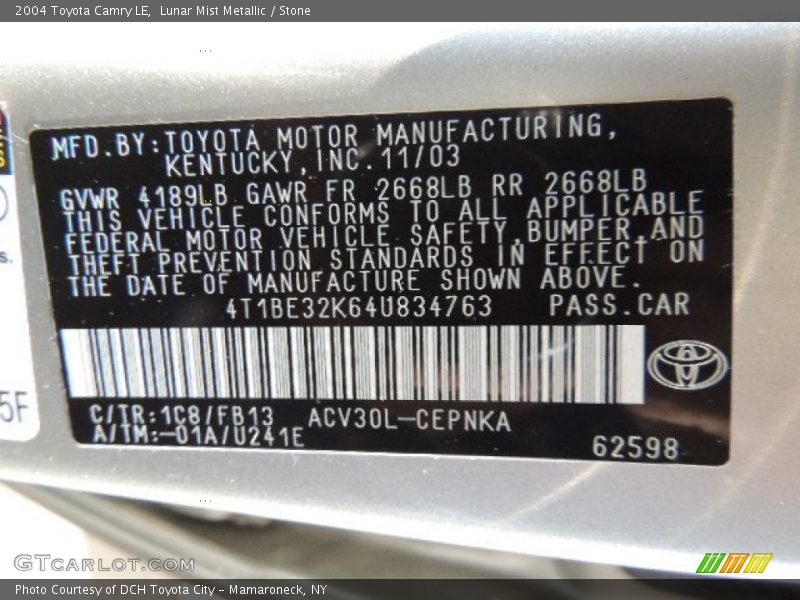 2004 Toyota Camry LE,  Lunar Mist Metallic / Stone
MFD.BY:TOYOTA MOTOR MANUFACTURING,
KENTUCKY,INC.11/03
GVWR 4189LB GAWR FR 2668LB RR 2668LB
THIS VEHICLE CONFORMS TO ALL APPLICABLE
FEDERAL MOTOR VEHICLE SAFETY,BUMPER,AND
THEFT PREVENTION STANDARDS IN EFFECT ON
THE DATE OF MANUFACTURE SHOWN ABOVE.
4T1BE32K64U834763 PASS.CAR
C/TR:1C8/FB13 ACV30L-CEPNKA
A/TM:-01A/U241E
62598
s.
5F
GTcarlot.com
Photo Courtesy of DCH Toyota City – Mamaroneck, NY